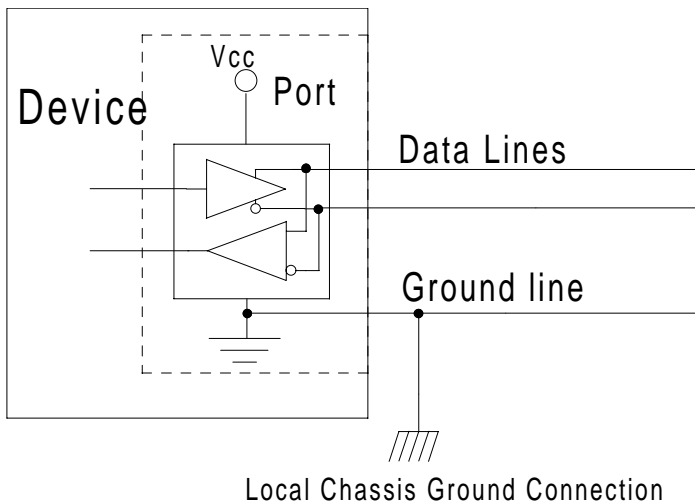 Vcc
Device
Port
Data Lines
Ground line
Local Chassis Ground Connection